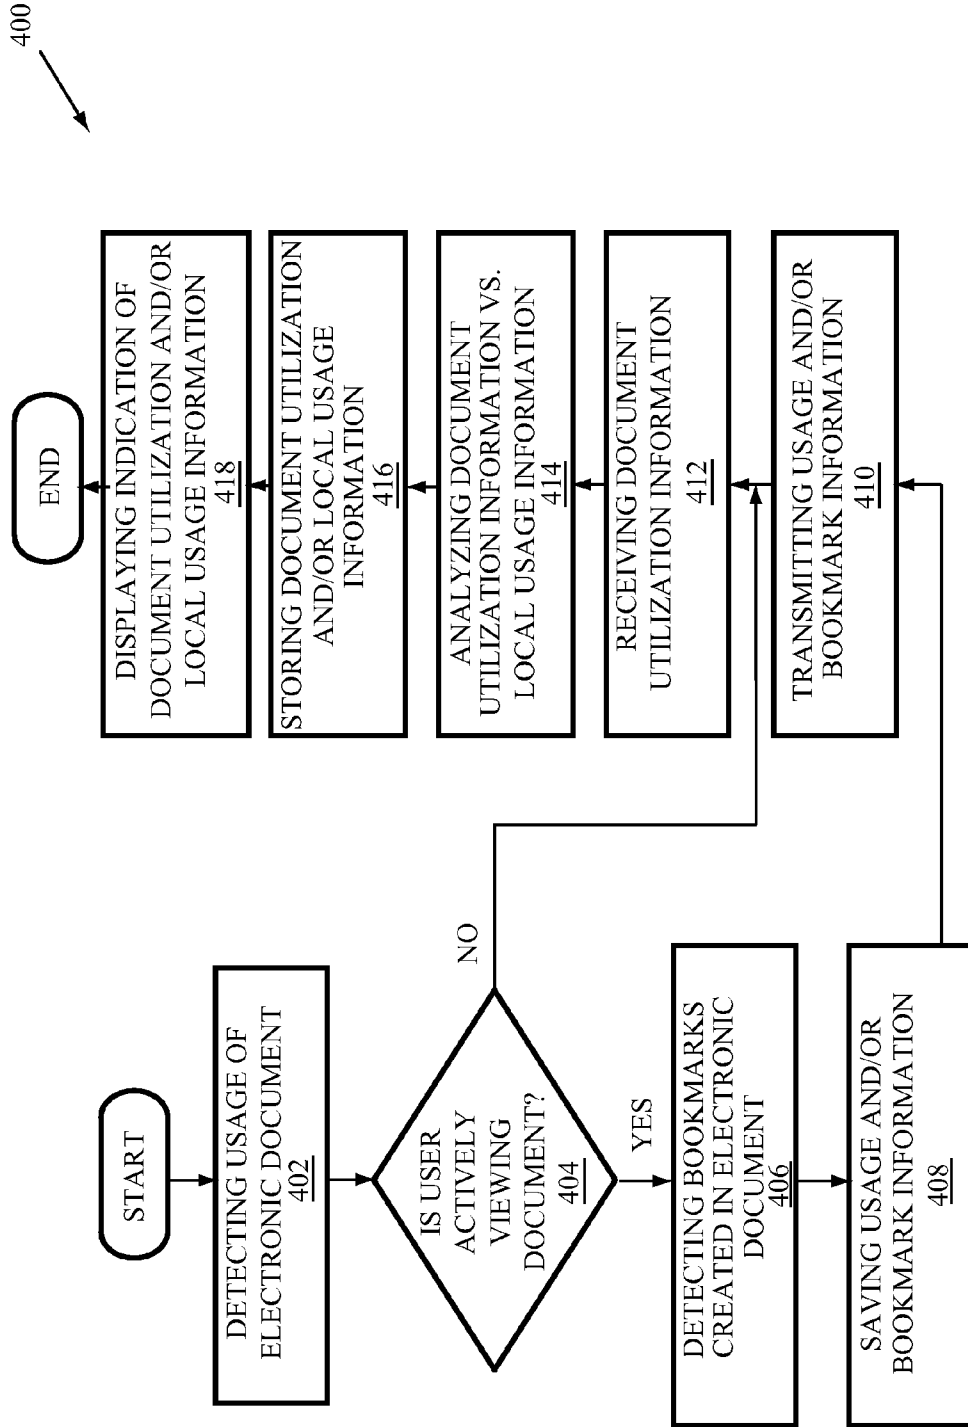 400
START
DETECTING USAGE OF
ELECTRONIC DOCUMENT
402
IS USER
ACTIVELY
VIEWING
DOCUMENT?
404
NO
YES
DETECTING BOOKMARKS
CREATED IN ELECTRONIC
DOCUMENT
406
SAVING USAGE AND/OR
BOOKMARK INFORMATION
408
TRANSMITTING USAGE AND/OR
BOOKMARK INFORMATION
410
RECEIVING DOCUMENT
UTILIZATION INFORMATION
412
ANALYZING DOCUMENT
UTILIZATION INFORMATION VS.
LOCAL USAGE INFORMATION
414
STORING DOCUMENT UTILIZATION
AND/OR LOCAL USAGE
INFORMATION
416
DISPLAYING INDICATION OF
DOCUMENT UTILIZATION AND/OR
LOCAL USAGE INFORMATION
418
END